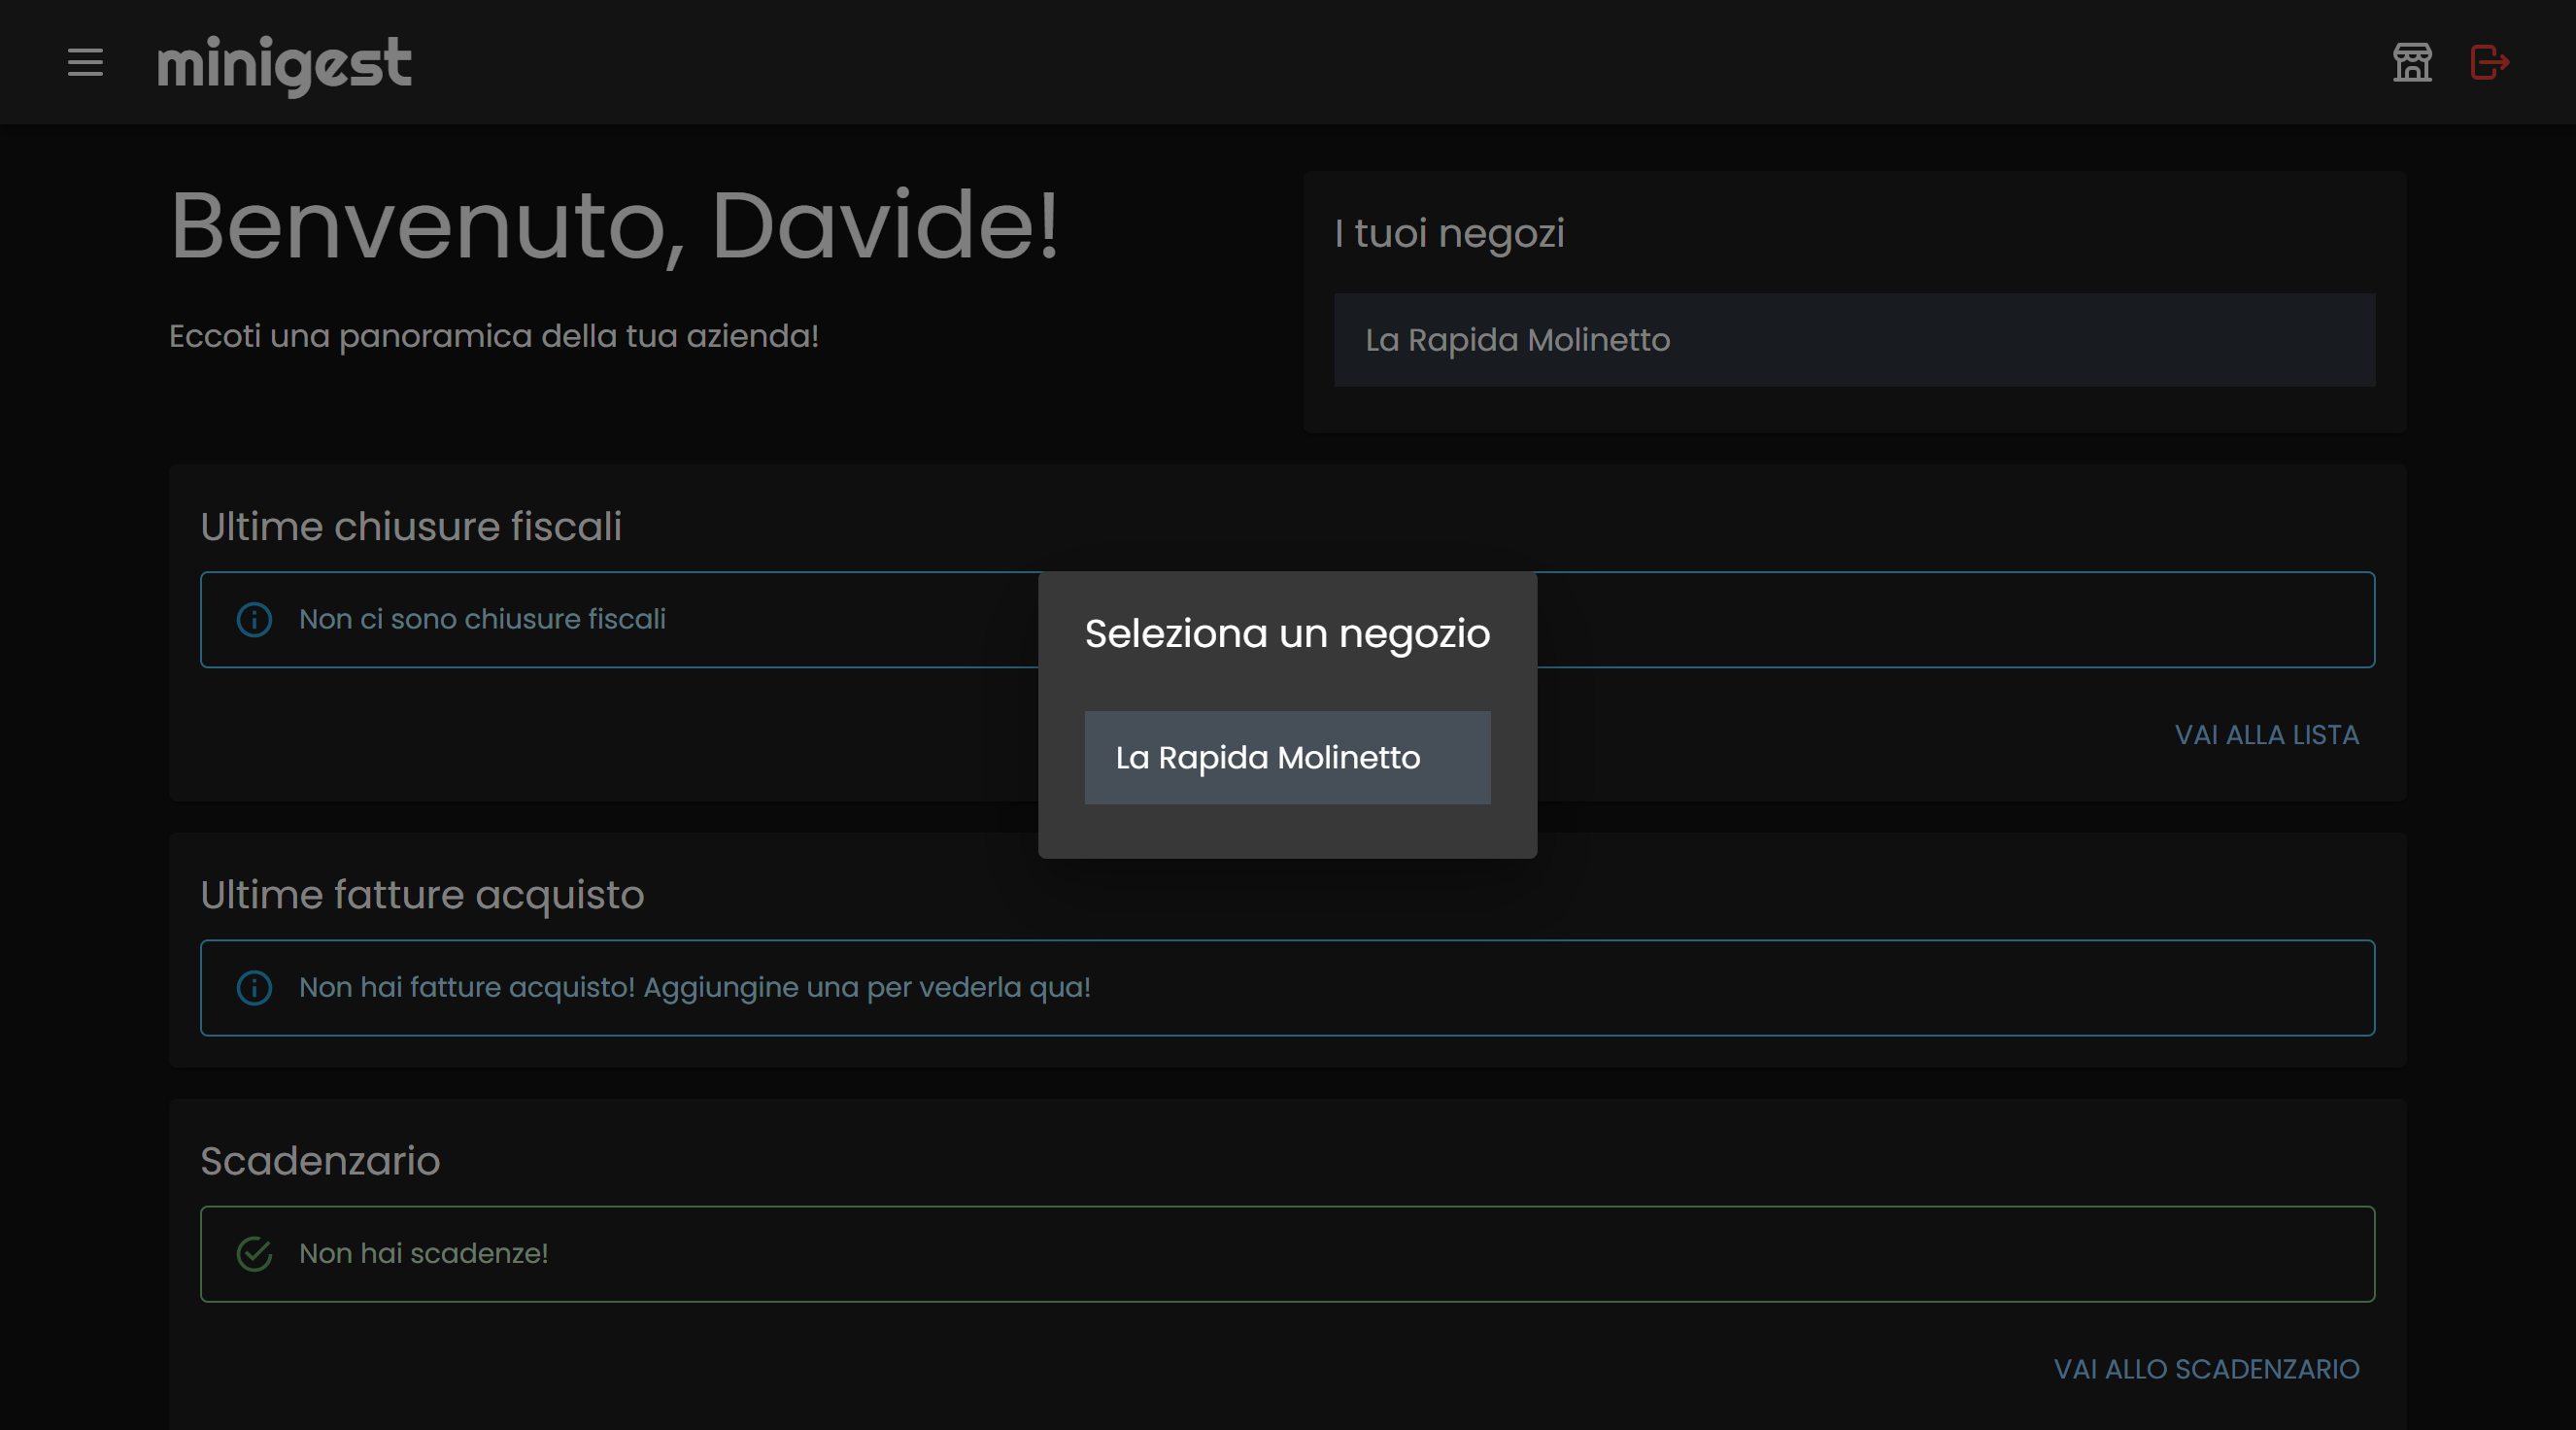 minigest
Benvenuto, Davide!
Eccoti una panoramica della tua azienda!
I tuoi negozi
La Rapida Molinetto
Ultime chiusure fiscali
Non ci sono chiusure fiscali
VAI ALLA LISTA
Seleziona un negozio
La Rapida Molinetto
Ultime fatture acquisto
Non hai fatture acquisto! Aggiungine una per vederla qua!
Scadenzario
Non hai scadenze!
VAI ALLO SCADENZARIO